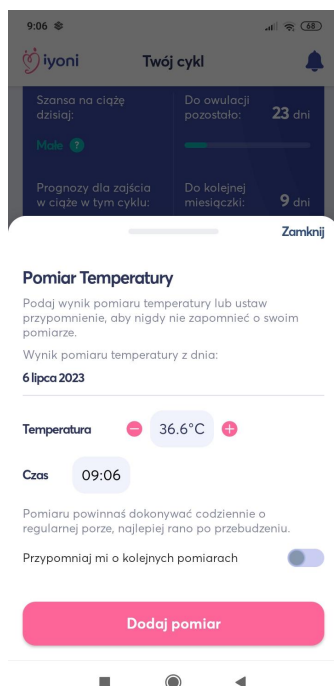 9:06
68
iyoni
Twój cykl
Szansa na ciążę
dzisiaj:
Małe ?
Do owulacji
pozostało:
23 dni
Prognozy dla zajścia
w ciąże w tym cyklu:
Do kolejnej
miesiączki:
9 dni
Zamknij
Pomiar Temperatury
Podaj wynik pomiaru temperatury lub ustaw
przypomnienie, aby nigdy nie zapomnieć o swoim
pomiarze.
Wynik pomiaru temperatury z dnia:
6 lipca 2023
Temperatura
36.6°C
Czas
09:06
Pomiaru powinnaś dokonywać codziennie o
regularnej porze, najlepiej rano po przebudzeniu.
Przypomniaj mi o kolejnych pomiarach
Dodaj pomiar